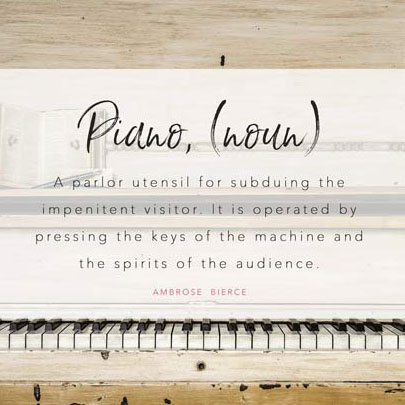 Piano, (noun)
A parlor utensil for subduing the
impenitent visitor. It is operated by
pressing the keys of the machine and
the spirits of the audience.
AMBROSE BIERCE